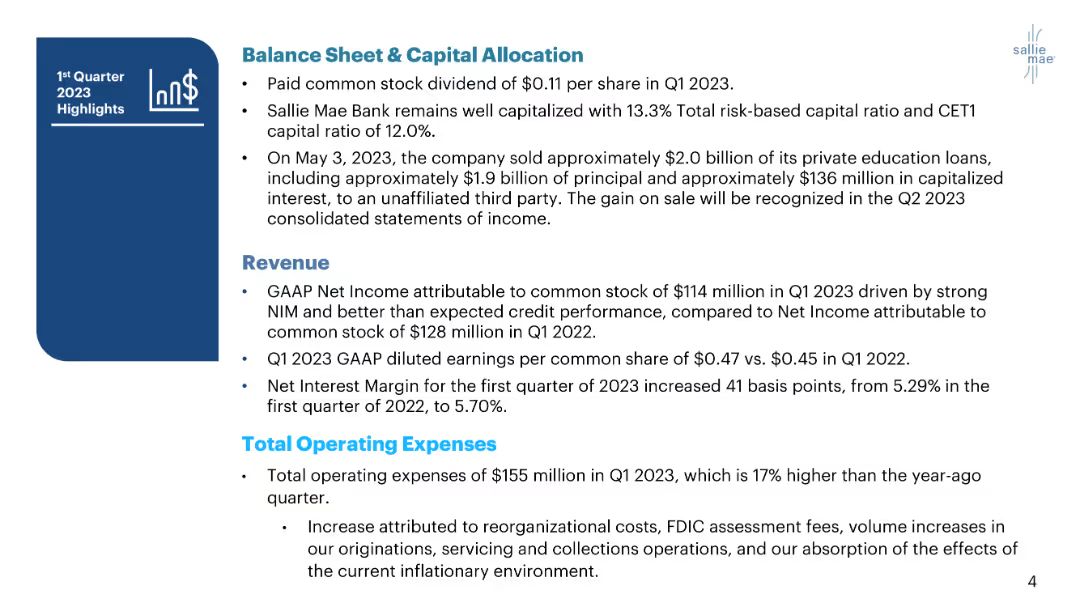 1st Quarter
2023
Highlights
sallie
mae
Balance Sheet & Capital Allocation
• Paid common stock dividend of $0.11 per share in Q1 2023.
• Sallie Mae Bank remains well capitalized with 13.3% Total risk-based capital ratio and CET1
capital ratio of 12.0%.
• On May 3, 2023, the company sold approximately $2.0 billion of its private education loans,
including approximately $1.9 billion of principal and approximately $136 million in capitalized
interest, to an unaffiliated third party. The gain on sale will be recognized in the Q2 2023
consolidated statements of income.
Revenue
• GAAP Net Income attributable to common stock of $114 million in Q1 2023 driven by strong
NIM and better than expected credit performance, compared to Net Income attributable to
common stock of $128 million in Q1 2022.
• Q1 2023 GAAP diluted earnings per common share of $0.47 vs. $0.45 in Q1 2022.
• Net Interest Margin for the first quarter of 2023 increased 41 basis points, from 5.29% in the
first quarter of 2022, to 5.70%.
Total Operating Expenses
• Total operating expenses of $155 million in Q1 2023, which is 17% higher than the year-ago
quarter.
• Increase attributed to reorganizational costs, FDIC assessment fees, volume increases in
our originations, servicing and collections operations, and our absorption of the effects of
the current inflationary environment.
4